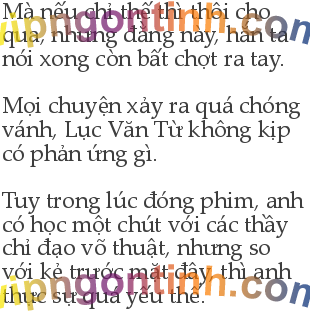 Mà nếu chỉ thế thì thôi cho
qua, nhưng đằng này, hắn ta
nói xong còn bất chợt ra tay.
Mọi chuyện xảy ra quá chóng
vánh, Lục Văn Từ không kịp
có phản ứng gì.
Tuy trong lúc đóng phim, anh
có học một chút với các thầy
chỉ đạo võ thuật, nhưng so
với kẻ trước mặt đây, thì anh
thực sự quá yếu thế.